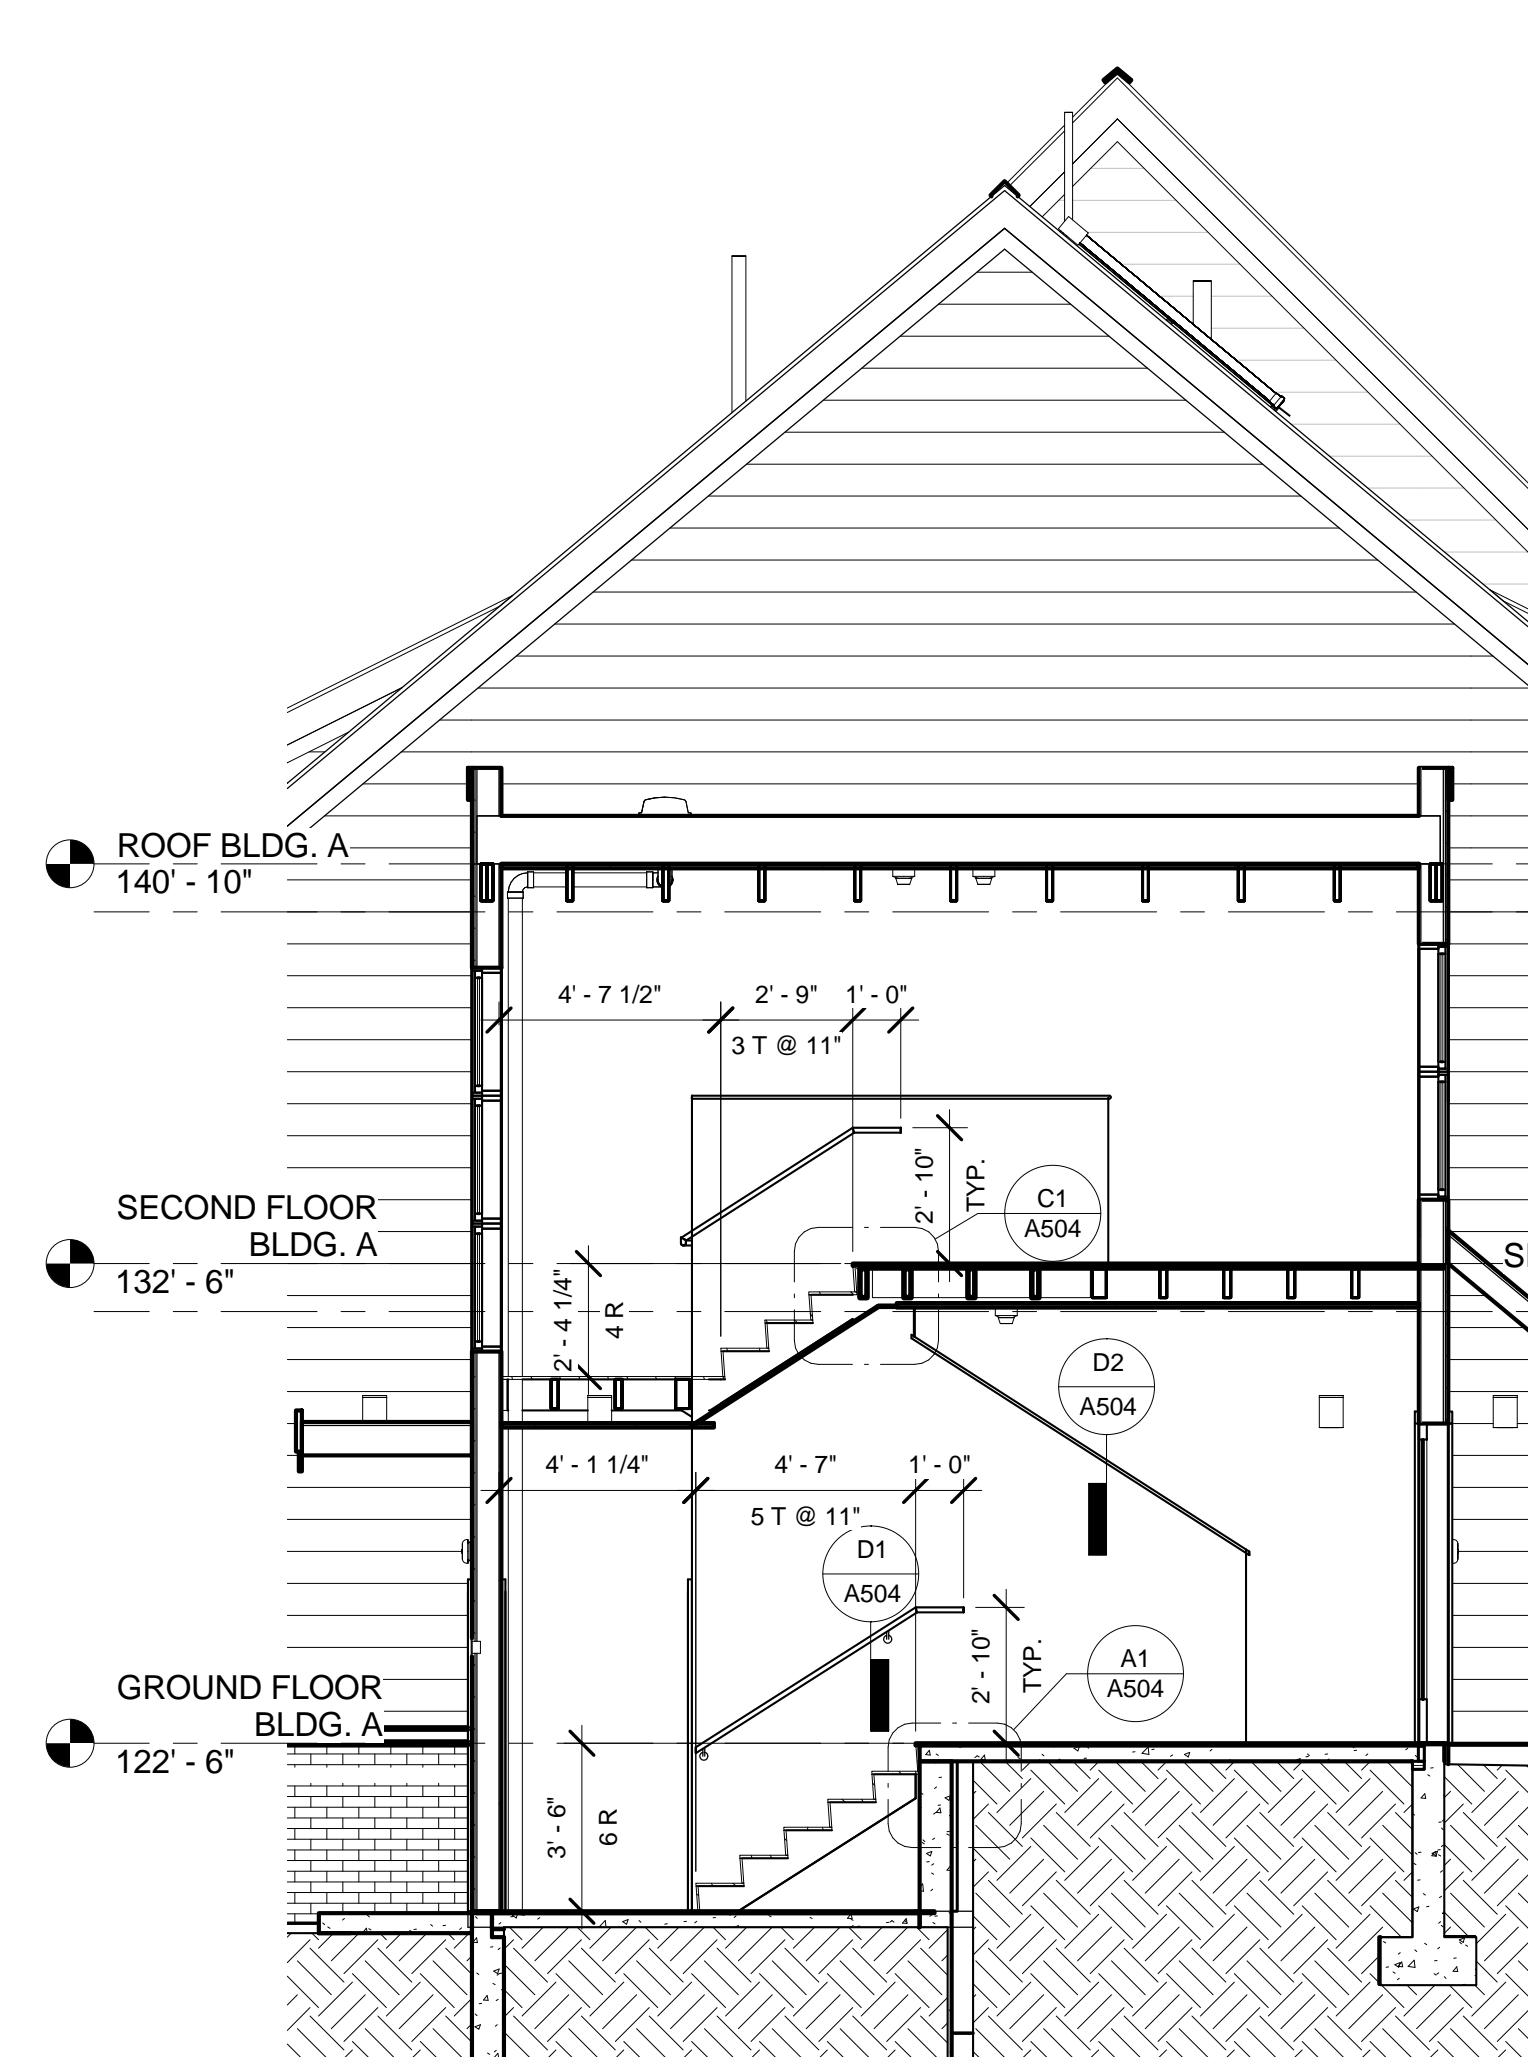 ROOF BLDG. A
140' - 10"
4' - 7 1/2"
2' - 9"
1' - 0"
3 T @ 11"
2' - 10"
TYP.
C1
A504
SECOND FLOOR
BLDG. A
132' - 6"
2' - 4 1/4"
4 R
D2
A504
4' - 1 1/4"
4' - 7"
1' - 0"
5 T @ 11"
D1
A504
2' - 10"
TYP.
A1
A504
GROUND FLOOR
BLDG. A
122' - 6"
3' - 6"
6 R